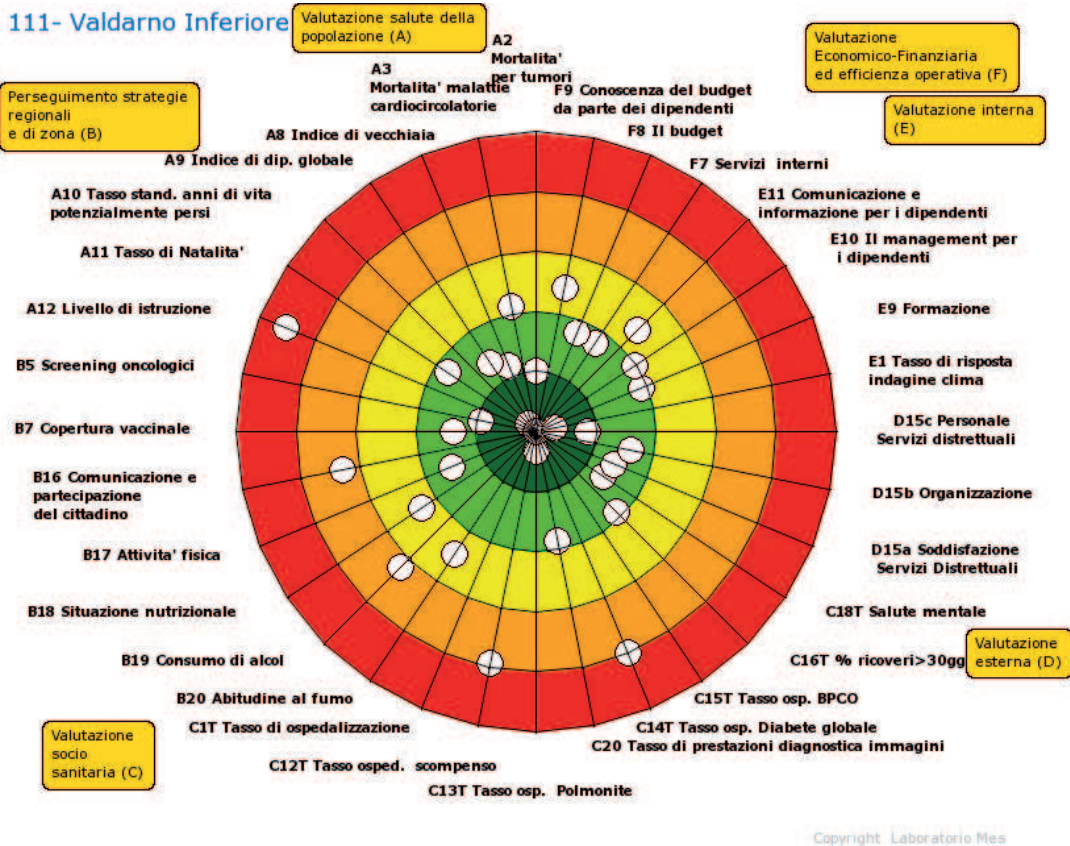 111- Valdarno Inferiore
Valutazione salute della
popolazione (A)
A2
Mortalita'
per tumori
A3
Mortalita' malattie
cardiocircolatorie
F9 Conoscenza del budget
da parte dei dipendenti
Valutazione
Economico-Finanziaria
ed efficienza operativa (F)
Perseguimento strategie
regionali
e di zona (B)
Valutazione interna
(E)
A8 Indice di vecchiaia
F8 Il budget
A9 Indice di dip. globale
F7 Servizi interni
A10 Tasso stand. anni di vita
potenzialmente persi
E11 Comunicazione e
informazione per i dipendenti
A11 Tasso di Natalita'
E10 Il management per
i dipendenti
A12 Livello di istruzione
E9 Formazione
B5 Screening oncologici
E1 Tasso di risposta
indagine clima
B7 Copertura vaccinale
D15c Personale
Servizi distrettuali
B16 Comunicazione e
partecipazione
del cittadino
D15b Organizzazione
B17 Attivita' fisica
D15a Soddisfazione
Servizi Distrettuali
B18 Situazione nutrizionale
C18T Salute mentale
B19 Consumo di alcol
C16T % ricoveri>30gg
Valutazione
esterna (D)
B20 Abitudine al fumo
C15T Tasso osp. BPCO
C1T Tasso di ospedalizzazione
C14T Tasso osp. Diabete globale
Valutazione
socio
sanitaria (C)
C20 Tasso di prestazioni diagnostica immagini
C12T Tasso osped. scompenso
C13T Tasso osp. Polmonite
Copyright Laboratorio Mes